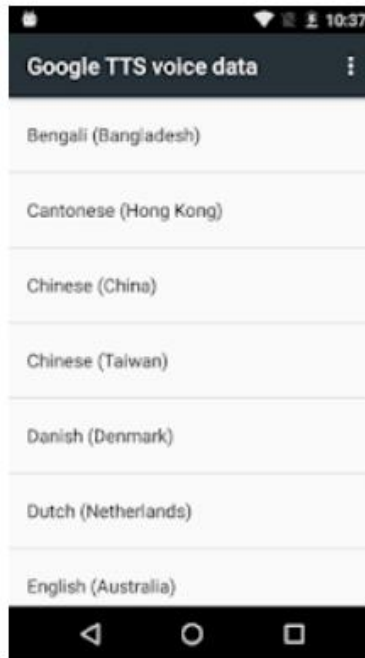 10:37
Google TTS voice data
Bengali (Bangladesh)
Cantonese (Hong Kong)
Chinese (China)
Chinese (Taiwan)
Danish (Denmark)
Dutch (Netherlands)
English (Australia)